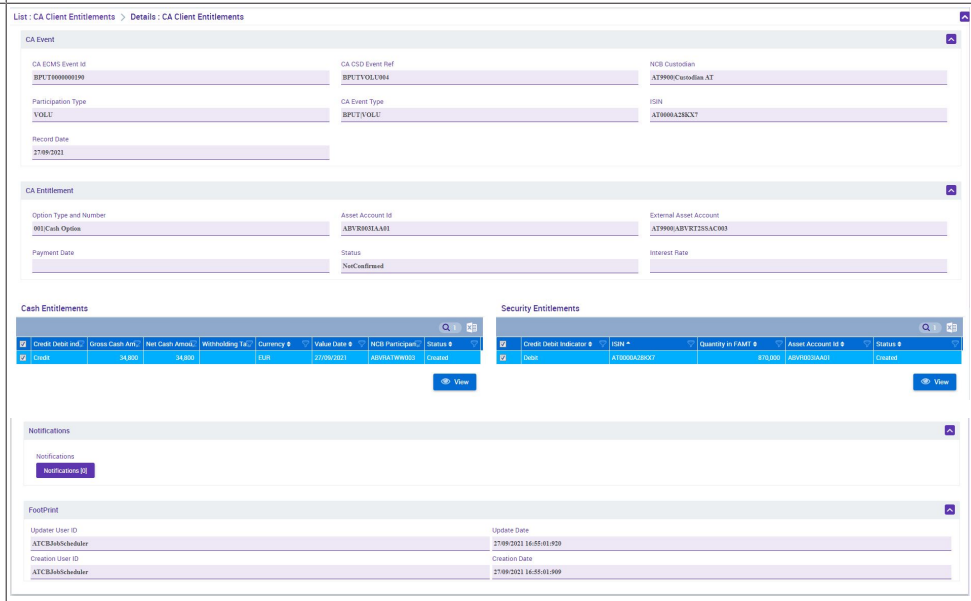 List : CA Client Entitlements > Details : CA Client Entitlements
CA Event
CA ECMS Event Id CA CSD Event Ref NCB Custodian
BPUT0000000190 BPUTVOLU004 AT9900|Custodian AT
Participation Type CA Event Type ISIN
VOLU BPUT|VOLU AT0000A28KX7
Record Date
27/09/2021
CA Entitlement
Option Type and Number Asset Account Id External Asset Account
001|Cash Option ABVR003IAA01 AT9900|ABVRT2SSAC003
Payment Date Status Interest Rate
NotConfirmed
Cash Entitlements Security Entitlements
Credit Debit ind... Gross Cash Am... Net Cash Amou... Withholding Ta... Currency Value Date NCB Participan... Status Credit Debit Indicator ISIN Quantity in FAMT Asset Account Id Status
Credit 34,800 34,800 EUR 27/09/2021 ABVRATWW003 Created Debit AT0000A28KX7 870,000 ABVR003IAA01 Created
View View
Notifications
Notifications
Notifications [0]
FootPrint
Updater User ID Update Date
ATCBJobScheduler 27/09/2021 16:55:01:920
Creation User ID Creation Date
ATCBJobScheduler 27/09/2021 16:55:01:909